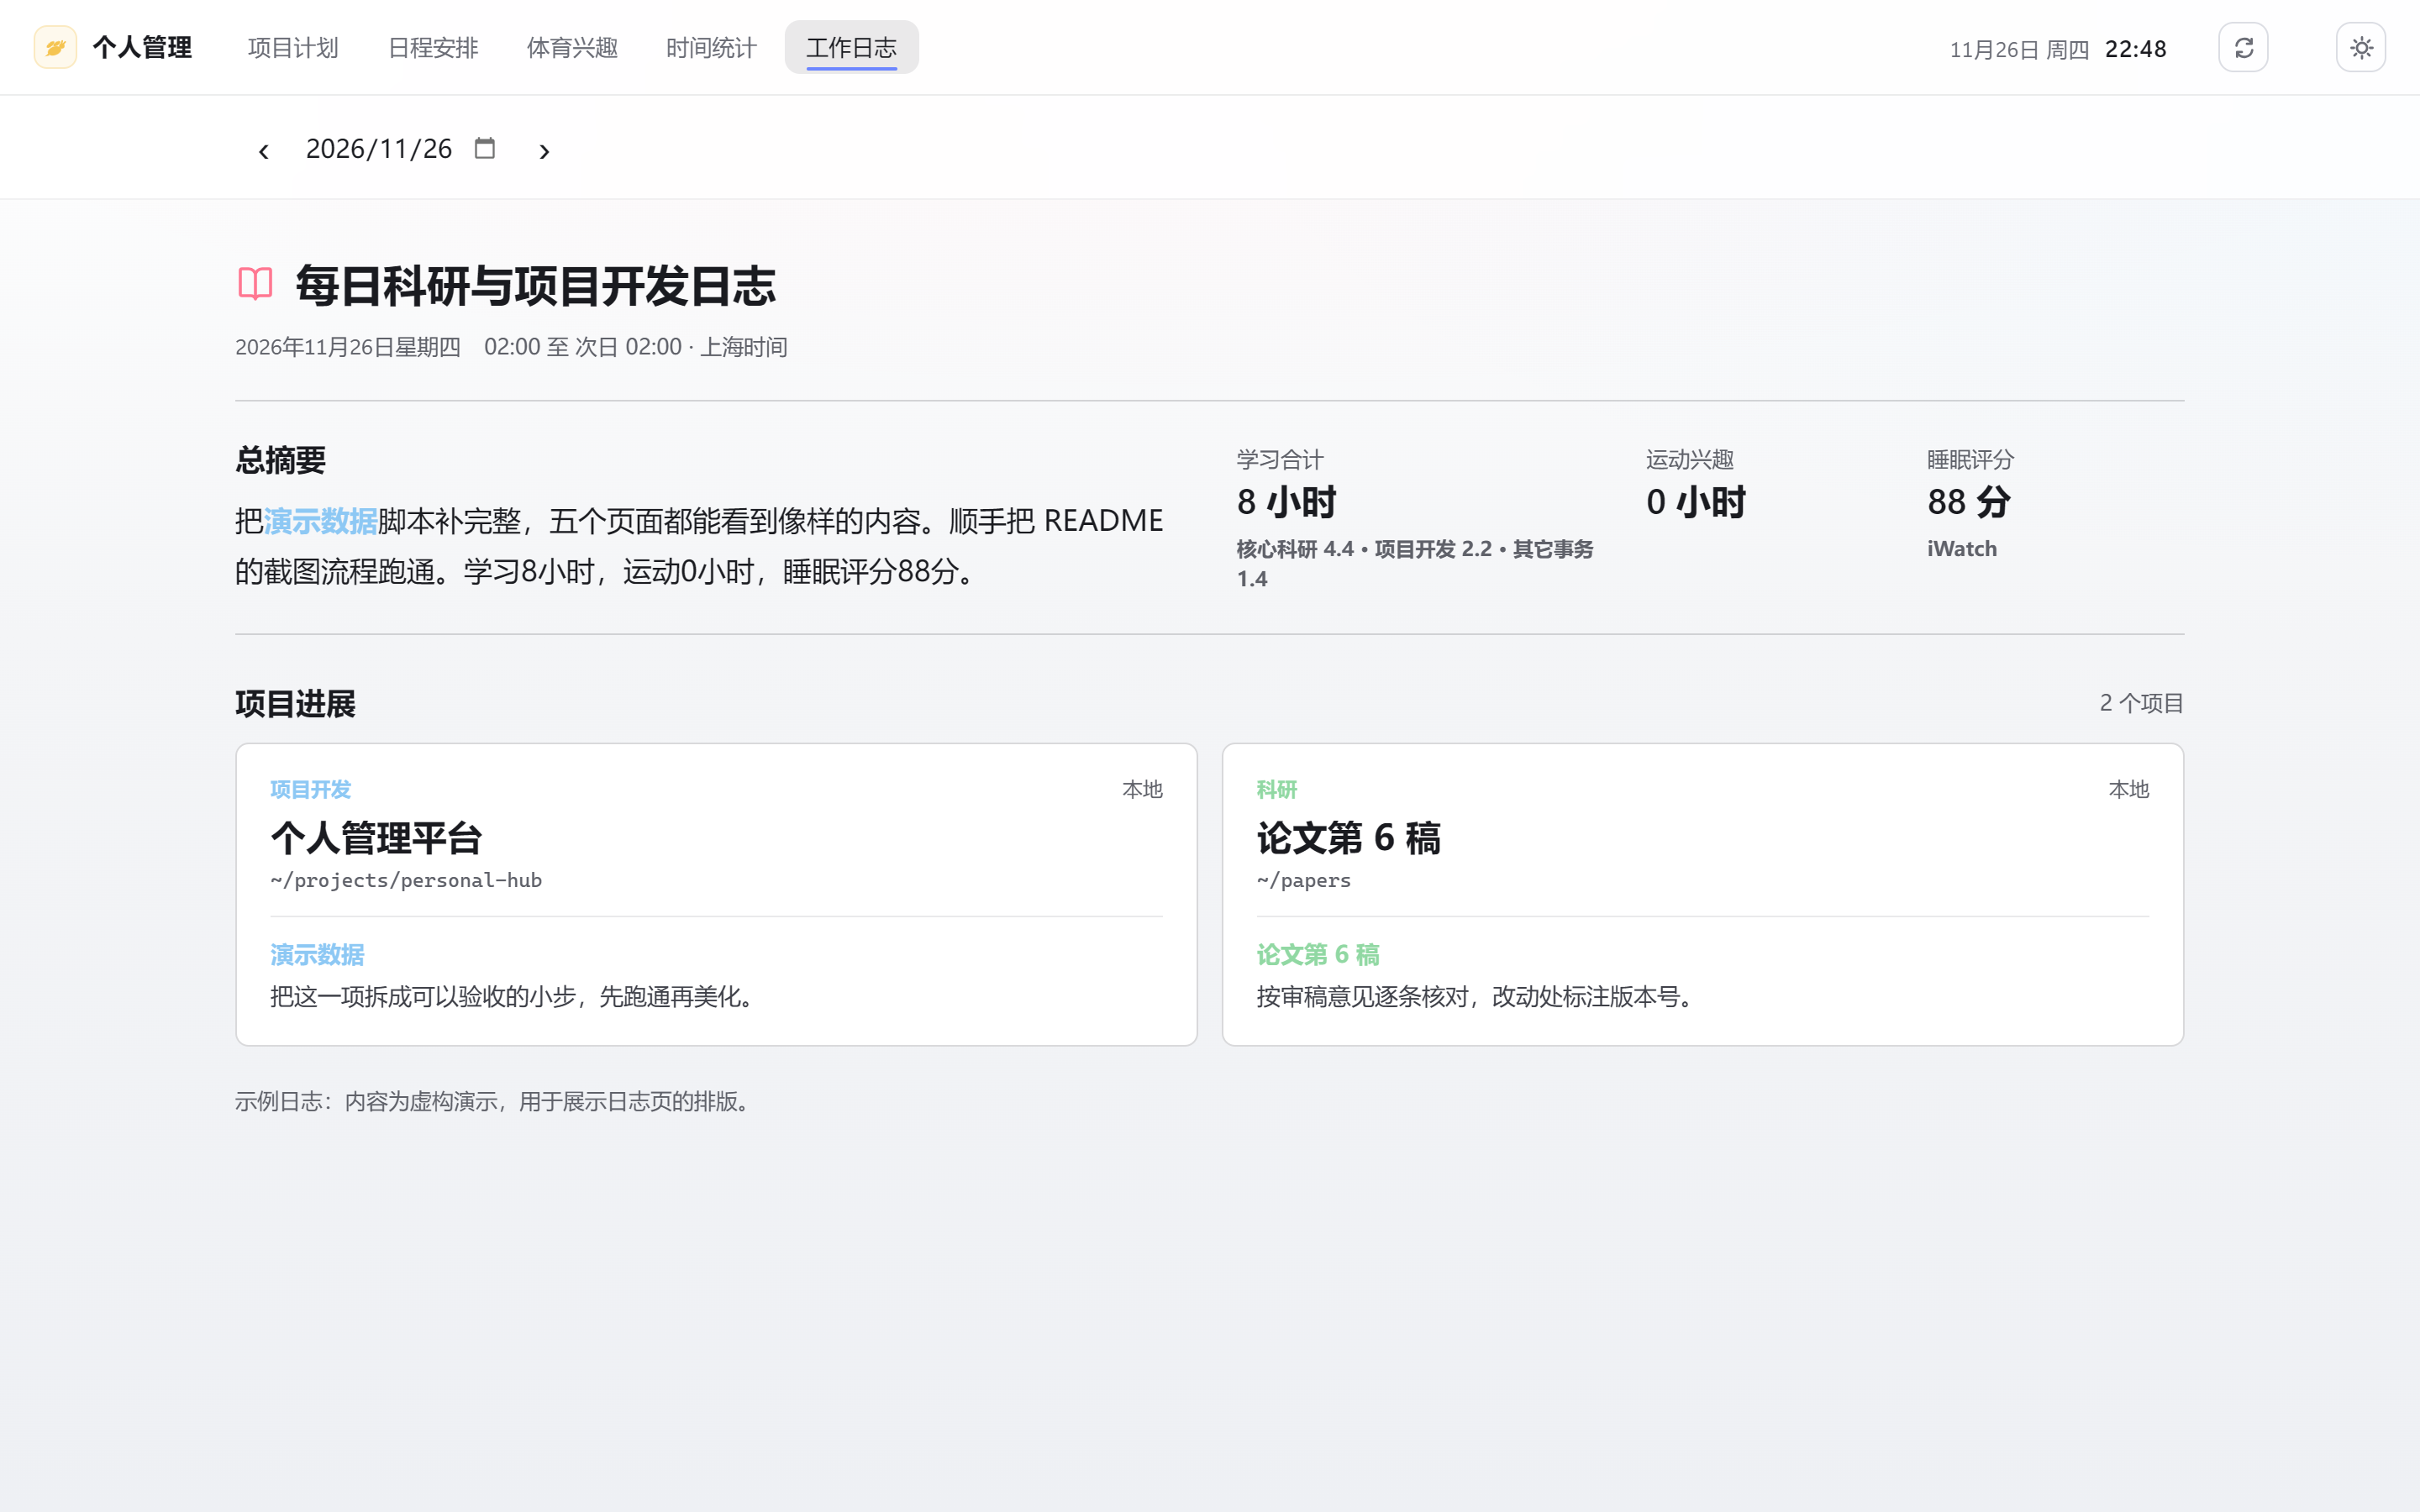 个人管理 项目计划 日程安排 体育兴趣 时间统计 工作日志 11月26日 周四 22:48
‹ 2026/11/26 ›
每日科研与项目开发日志
2026年11月26日星期四 02:00 至 次日 02:00 · 上海时间
总摘要
把演示数据脚本补完整，五个页面都能看到像样的内容。顺手把 README
的截图流程跑通。学习8小时，运动0小时，睡眠评分88分。
学习合计
8 小时
核心科研 4.4 • 项目开发 2.2 • 其它事务
1.4
运动兴趣
0 小时
睡眠评分
88 分
iWatch
项目进展
2 个项目
项目开发 本地
个人管理平台
~/projects/personal-hub
演示数据
把这一项拆成可以验收的小步，先跑通再美化。
科研 本地
论文第 6 稿
~/papers
论文第 6 稿
按审稿意见逐条核对，改动处标注版本号。
示例日志：内容为虚构演示，用于展示日志页的排版。